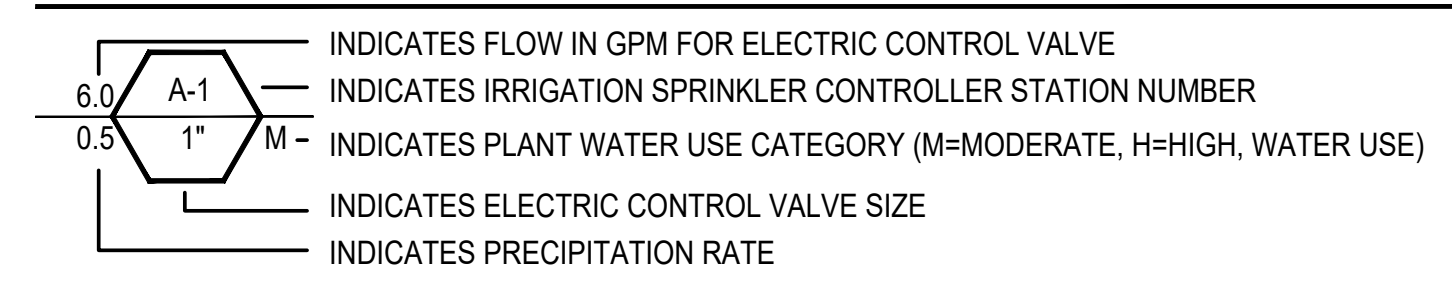 INDICATES FLOW IN GPM FOR ELECTRIC CONTROL VALVE
6.0 A-1 INDICATES IRRIGATION SPRINKLER CONTROLLER STATION NUMBER
0.5 1" M INDICATES PLANT WATER USE CATEGORY (M=MODERATE, H=HIGH, WATER USE)
INDICATES ELECTRIC CONTROL VALVE SIZE
INDICATES PRECIPITATION RATE